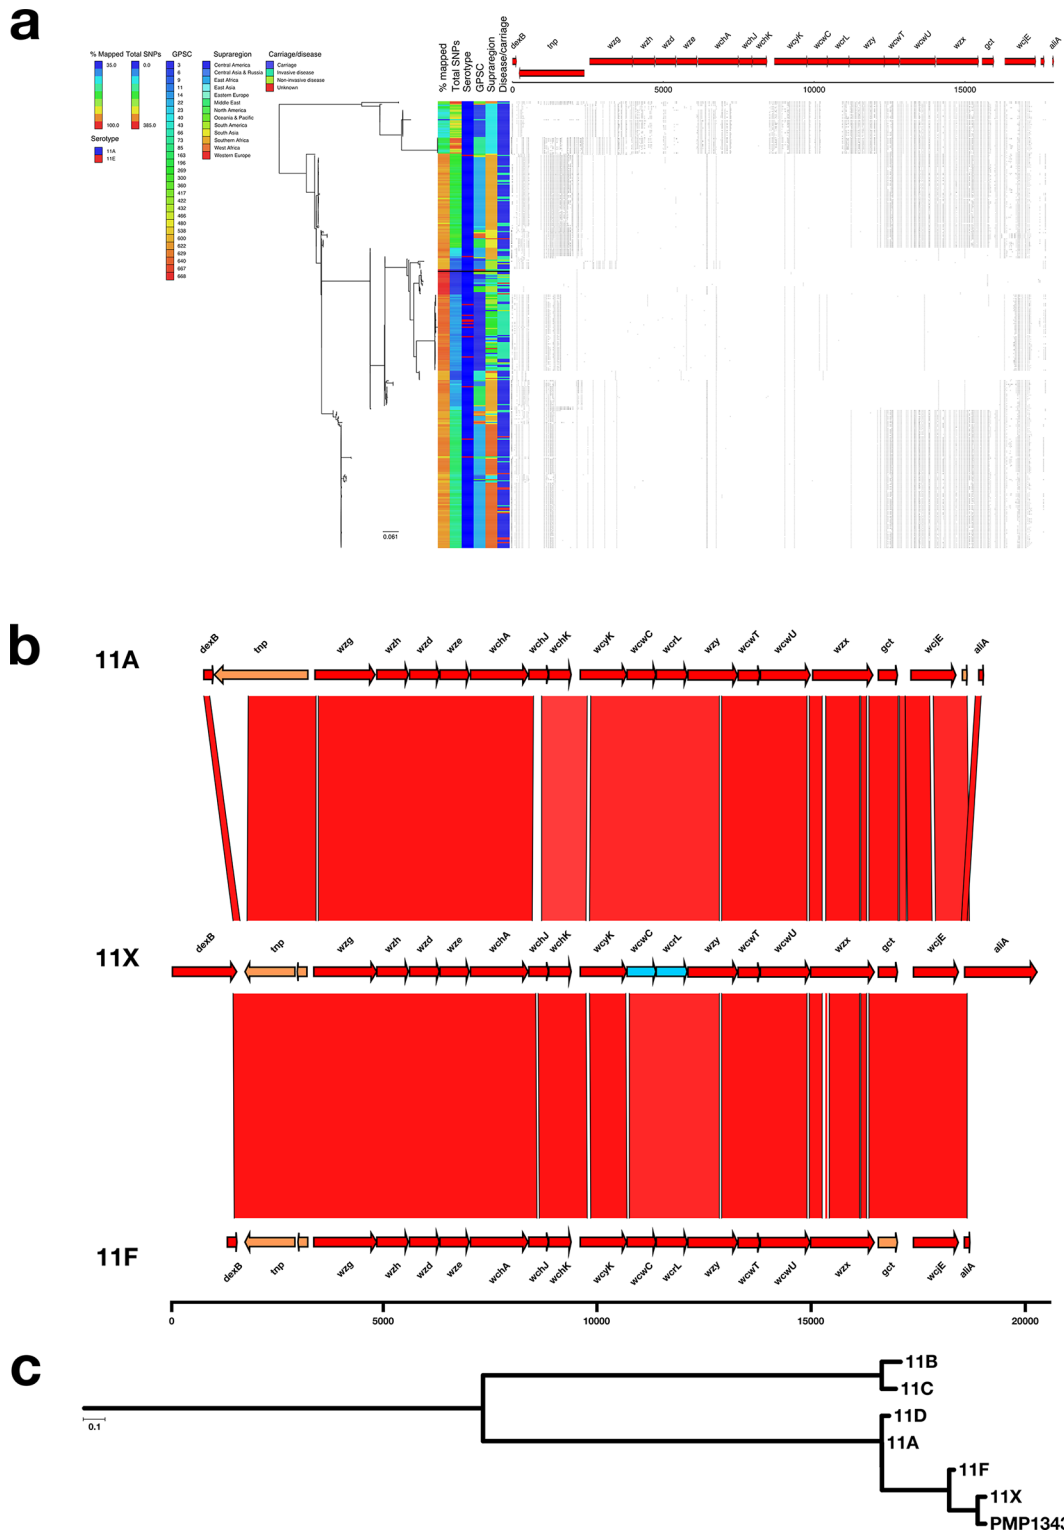 a
% Mapped Total SNPs GPSC Supraregion Carriage/disease
35.0 0.0
100.0 385.0
Serotype
11A
11E
3
6
9
11
14
22
23
40
43
66
73
85
163
196
269
300
360
417
422
432
466
480
538
600
622
629
640
667
668
Central America
Central Asia & Russia
East Africa
East Asia
Eastern Europe
Middle East
North America
Oceania & Pacific
South America
South Asia
Southern Africa
West Africa
Western Europe
Carriage
Invasive disease
Non-invasive disease
Unknown
% mapped
Total SNPs
Serotype
GPSC
Supraregion
Disease/carriage
dexB tnp wzg wzh wzd wze wchA wchJ wchK wcyK wcwC wcrL wzy wcwT wcwU wzx gct wcjE aliA
0 5000 10000 15000
0.061
b
11A
dexB tnp wzg wzh wzd wze wchA wchJ wchK wcyK wcwC wcrL wzy wcwT wcwU wzx gct wcjE aliA
11X
dexB tnp wzg wzh wzd wze wchA wchJ wchK wcyK wcwC wcrL wzy wcwT wcwU wzx gct wcjE aliA
11F
dexB tnp wzg wzh wzd wze wchA wchJ wchK wcyK wcwC wcrL wzy wcwT wcwU wzx gct wcjE aliA
0 5000 10000 15000 20000
c
0.1
11B
11C
11D
11A
11F
11X
PMP1343